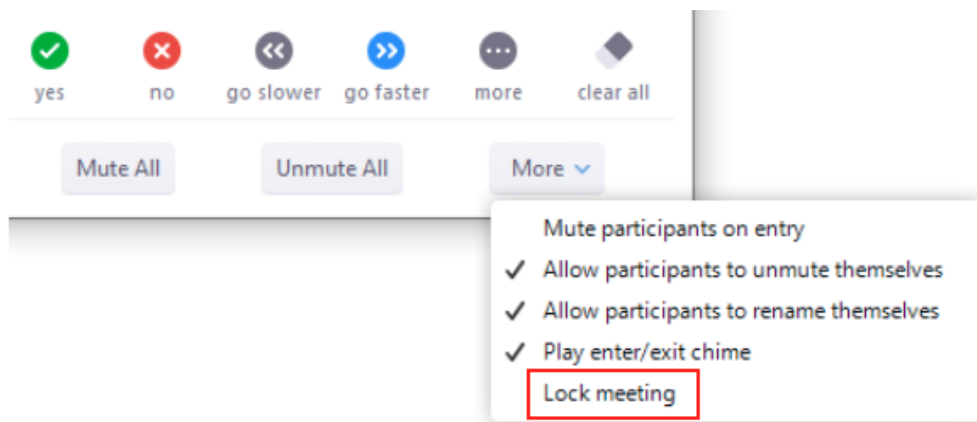 yes no go slower go faster more clear all
Mute All Unmute All More
Mute participants on entry
Allow participants to unmute themselves
Allow participants to rename themselves
Play enter/exit chime
Lock meeting